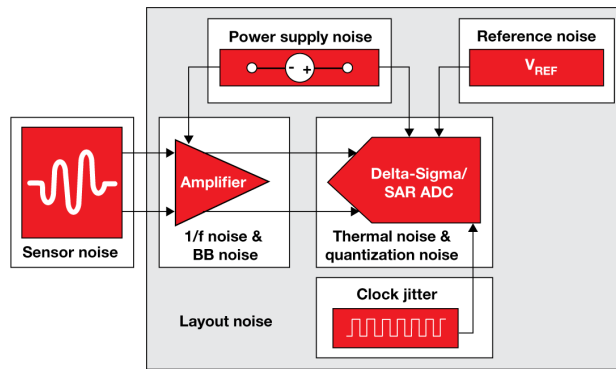 Power supply noise
- +
Reference noise
VREF
Amplifier
Delta-Sigma/
SAR ADC
Sensor noise
1/f noise &
BB noise
Thermal noise &
quantization noise
Clock jitter
Layout noise